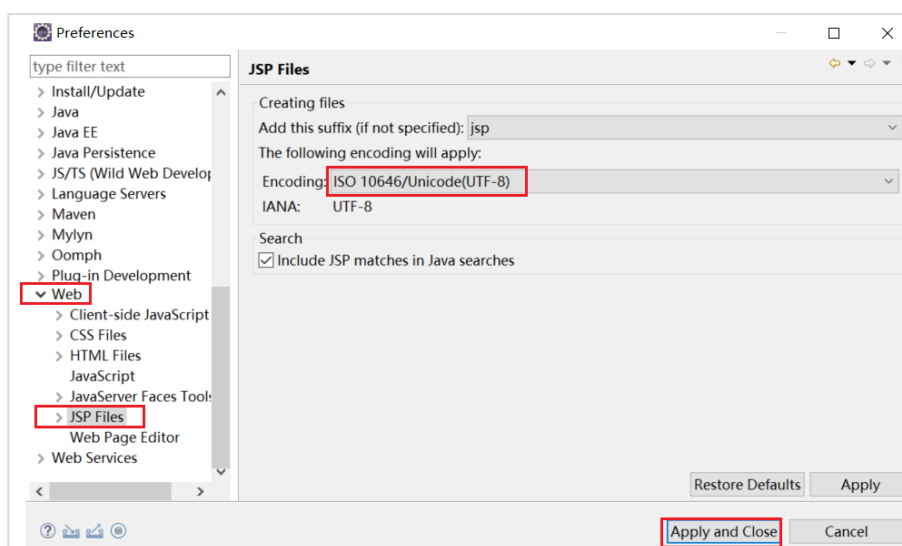 Preferences
type filter text
Install/Update
Java
Java EE
Java Persistence
JS/TS (Wild Web Develop
Language Servers
Maven
Mylyn
Oomph
Plug-in Development
Web
Client-side JavaScript
CSS Files
HTML Files
JavaScript
JavaServer Faces Tools
JSP Files
Web Page Editor
Web Services
JSP Files
Creating files
Add this suffix (if not specified): jsp
The following encoding will apply:
Encoding: ISO 10646/Unicode(UTF-8)
IANA: UTF-8
Search
Include JSP matches in Java searches
Restore Defaults Apply
Apply and Close Cancel